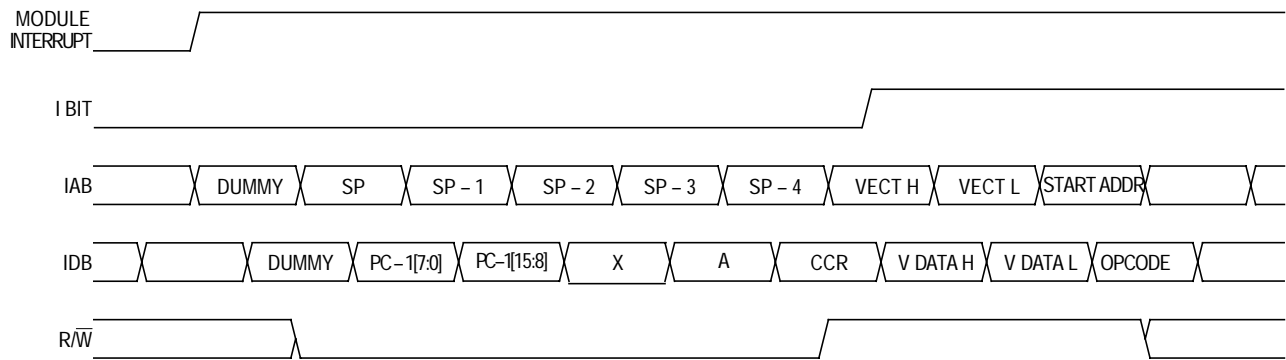 MODULE
INTERRUPT
I BIT
IAB DUMMY SP SP – 1 SP – 2 SP – 3 SP – 4 VECT H VECT L START ADDR
IDB DUMMY PC – 1[7:0] PC–1[15:8] X A CCR V DATA H V DATA L OPCODE
R/W̅